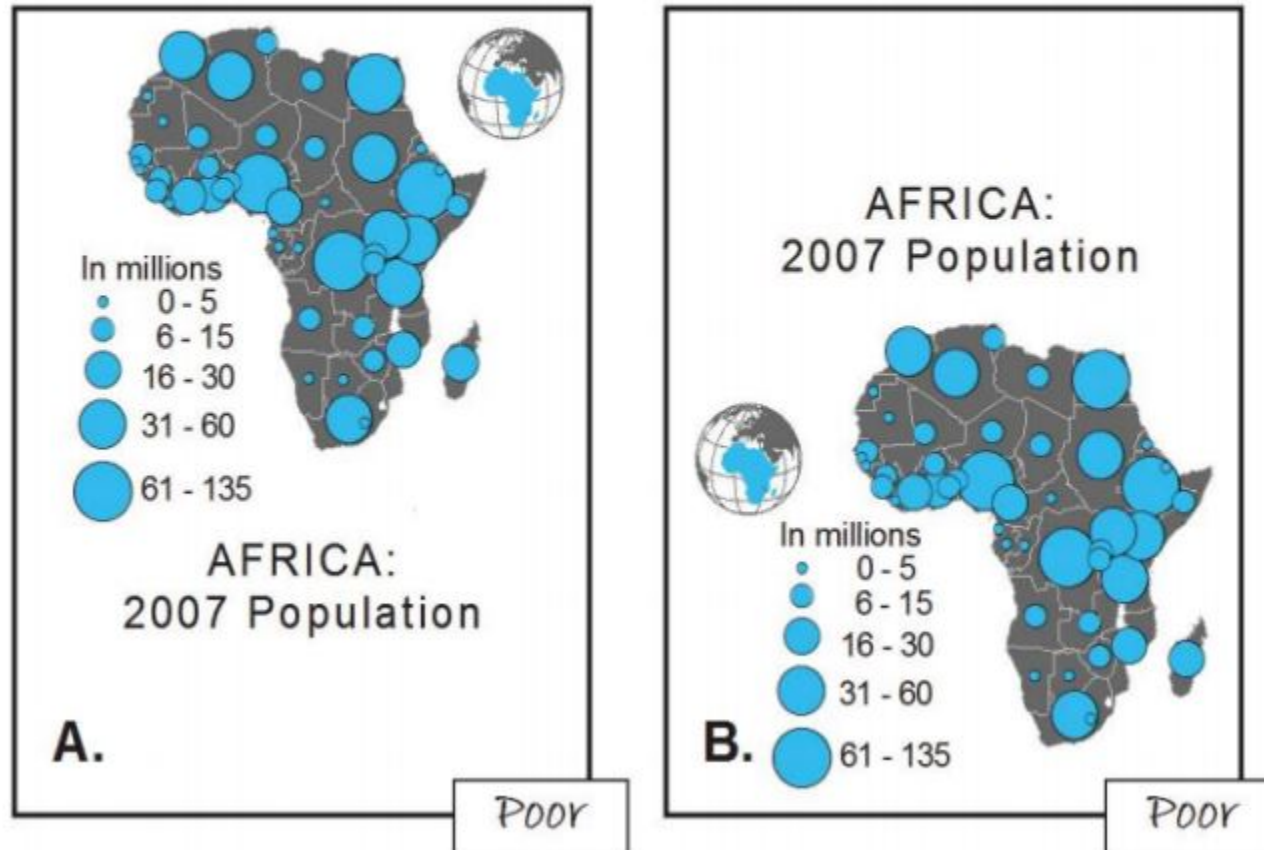 In millions
0 - 5
6 - 15
16 - 30
31 - 60
61 - 135
AFRICA:
2007 Population
A.
Poor
AFRICA:
2007 Population
In millions
0 - 5
6 - 15
16 - 30
31 - 60
61 - 135
B.
Poor